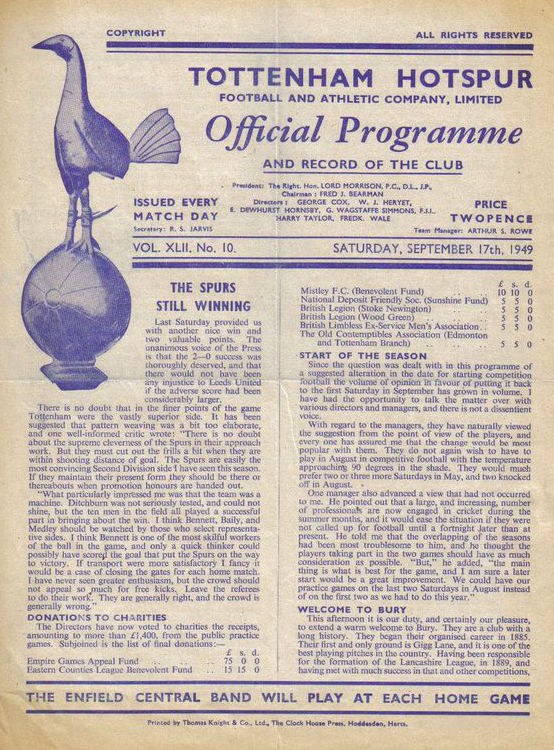 COPYRIGHT
ALL RIGHTS RESERVED
TOTTENHAM HOTSPUR
FOOTBALL AND ATHLETIC COMPANY, LIMITED
Official Programme
AND RECORD OF THE CLUB
President: The Right. Hon. LORD MORRISON, P.C., D.L., J.P.,
Chairman: FRED J. BEARMAN
Directors: GEORGE COX, W. J. HERYET,
E. DEWHURST HORNSBY, G. WAGSTAFFE SIMMONS, F.J.I.,
HARRY TAYLOR, FREDK. WALE
ISSUED EVERY
MATCH DAY
Secretary: R. S. JARVIS
PRICE
TWOPENCE
Team Manager: ARTHUR S. ROWE
VOL. XLII, No. 10.
SATURDAY, SEPTEMBER 17th, 1949
THE SPURS
STILL WINNING
Last Saturday provided us
with another nice win and
two valuable points. The
unanimous voice of the Press
is that the 2—0 success was
thoroughly deserved, and that
there would not have been
any injustice to Leeds United
if the adverse score had been
considerably larger.
There is no doubt that in the finer points of the game
Tottenham were the vastly superior side. It has been
suggested that pattern weaving was a bit too elaborate,
and one well-informed critic wrote: "There is no doubt
about the supreme cleverness of the Spurs in their approach
work. But they must cut out the frills a bit when they are
within shooting distance of goal. The Spurs are easily the
most convincing Second Division side I have seen this season.
If they maintain their present form they should be there or
thereabouts when promotion honours are handed out.
"What particularly impressed me was that the team was a
machine. Ditchburn was not seriously tested, and could not
shine, but the ten men in the field all played a successful
part in bringing about the win. I think Bennett, Baily, and
Medley should be watched by those who select representa-
tive sides. I think Bennett is one of the most skilful workers
of the ball in the game, and only a quick thinker could
possibly have scored the goal that put the Spurs on the way
to victory. If transport were more satisfactory I fancy it
would be a case of closing the gates for each home match.
I have never seen greater enthusiasm, but the crowd should
not appeal so much for free kicks. Leave the referees
to do their work. They are generally right, and the crowd is
generally wrong."
DONATIONS TO CHARITIES
The Directors have now voted to charities the receipts,
amounting to more than £1,400, from the public practice
games. Subjoined is the list of final donations:—
£ s. d.
Empire Games Appeal Fund .. .. .. 75 0 0
Eastern Counties League Benevolent Fund .. 15 15 0
£ s. d.
Mistley F.C. (Benevolent Fund) .. .. 10 10 0
National Deposit Friendly Soc. (Sunshine Fund) 5 5 0
British Legion (Stoke Newington) .. .. 5 5 0
British Legion (Wood Green) .. .. 5 5 0
British Limbless Ex-Service Men's Association.. 5 5 0
The Old Contemptibles Association (Edmonton
and Tottenham Branch) .. .. .. 5 5 0
START OF THE SEASON
Since the question was dealt with in this programme of
a suggested alteration in the date for starting competition
football the volume of opinion in favour of putting it back
to the first Saturday in September has grown in volume. I
have had the opportunity to talk the matter over with
various directors and managers, and there is not a dissentient
voice.
With regard to the managers, they have naturally viewed
the suggestion from the point of view of the players, and
every one has assured me that the change would be most
popular with them. They do not again wish to have to
play in August in competitive football with the temperature
approaching 90 degrees in the shade. They would much
prefer two or three more Saturdays in May, and two knocked
off in August.
One manager also advanced a view that had not occurred
to me. He pointed out that a large, and increasing, number
of professionals are now engaged in cricket during the
summer months, and it would ease the situation if they were
not called up for football until a fortnight later than at
present. He told me that the overlapping of the seasons
had been most troublesome to him, and he thought the
players taking part in the two games should have as much
consideration as possible. "But," he added, "the main
thing is what is best for the game, and I am sure a later
start would be a great improvement. We could have our
practice games on the last two Saturdays in August instead
of on the first two as we had to do this year."
WELCOME TO BURY
This afternoon it is our duty, and certainly our pleasure,
to extend a warm welcome to Bury. They are a club with a
long history. They began their organised career in 1885.
Their first and only ground is Gigg Lane, and it is one of the
best playing pitches in the country. Having been responsible
for the formation of the Lancashire League, in 1889, and
having met with much success in that and other competitions,
THE ENFIELD CENTRAL BAND WILL PLAY AT EACH HOME GAME
Printed by Thomas Knight & Co., Ltd., The Clock House Press, Hoddesdon, Herts.